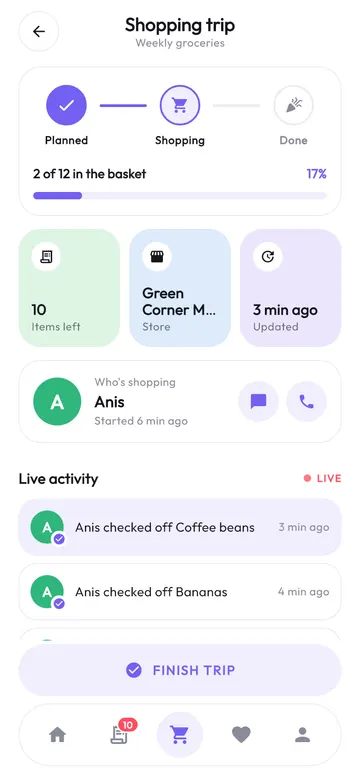 Shopping trip
Weekly groceries
Planned
Shopping
Done
2 of 12 in the basket
17%
10
Items left
Green
Corner M...
Store
3 min ago
Updated
Who's shopping
A
Anis
Started 6 min ago
Live activity
LIVE
A
Anis checked off Coffee beans
3 min ago
A
Anis checked off Bananas
4 min ago
FINISH TRIP
10